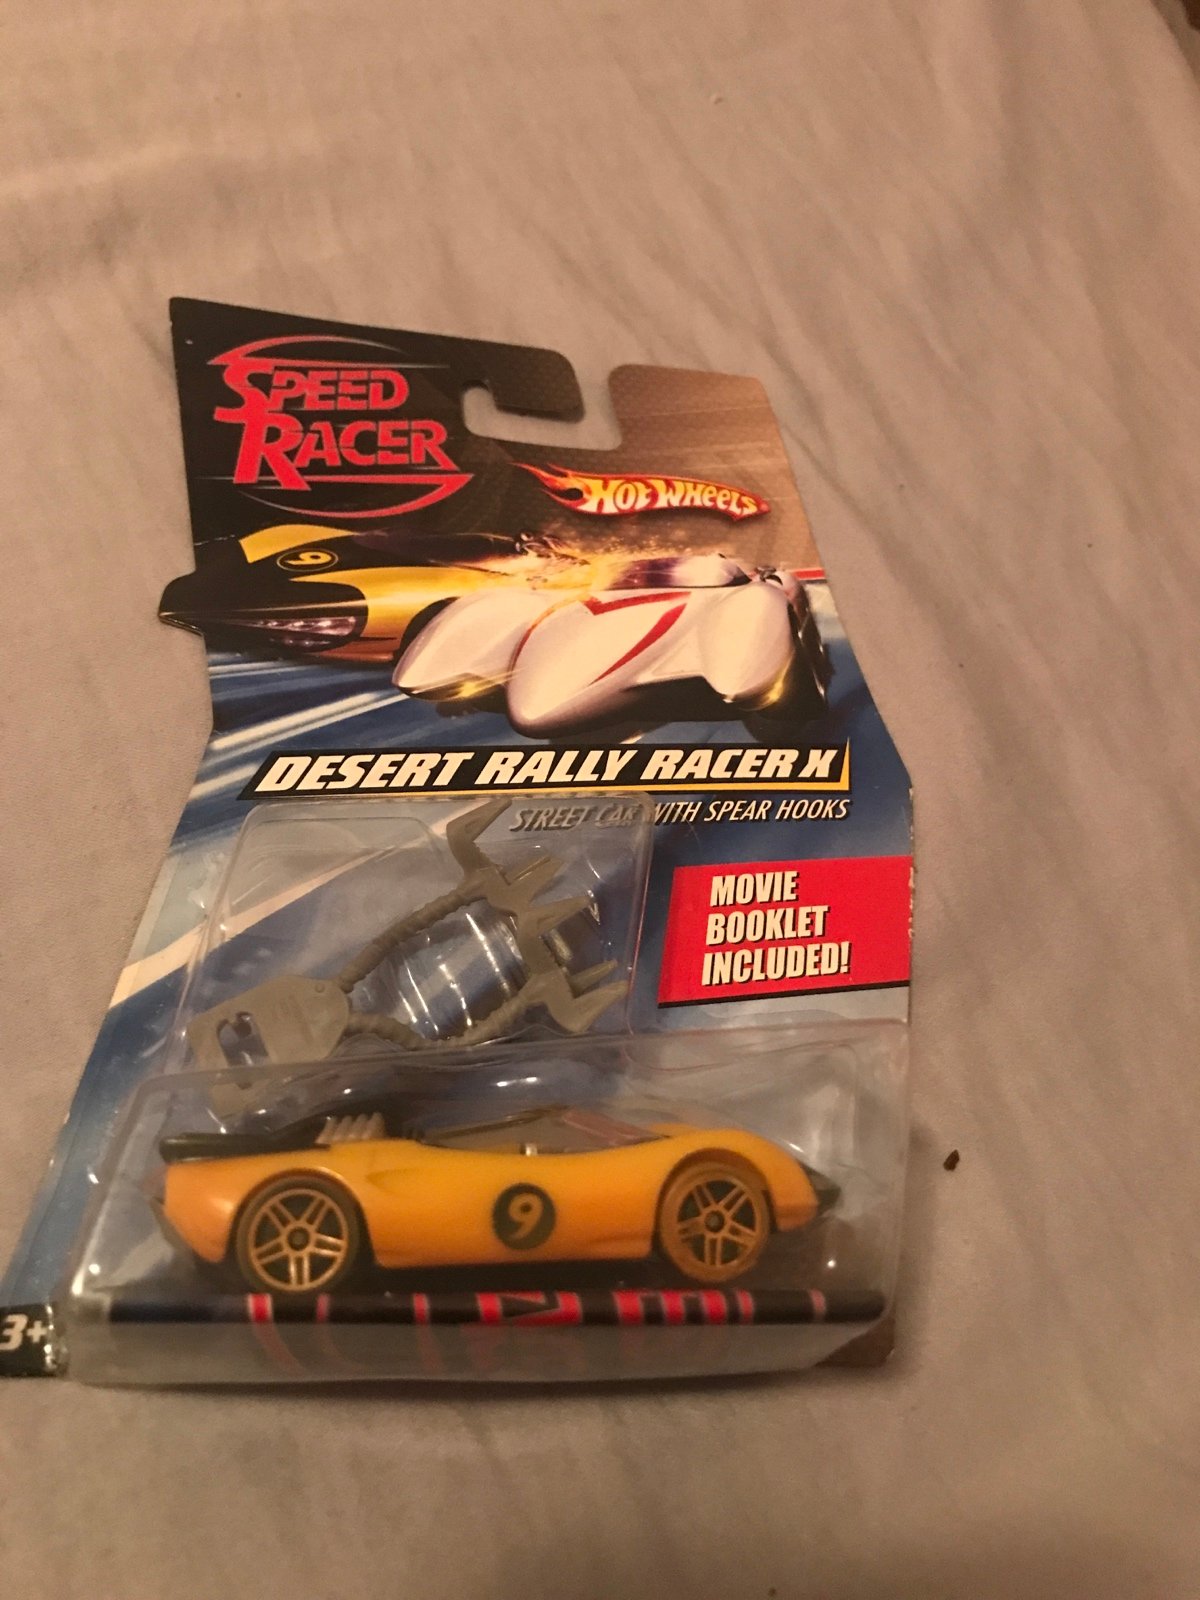 SPEED
RACER
HOT WHEELS
9
DESERT RALLY RACER X
STREET CAR WITH SPEAR HOOKS
MOVIE
BOOKLET
INCLUDED!
9
3+